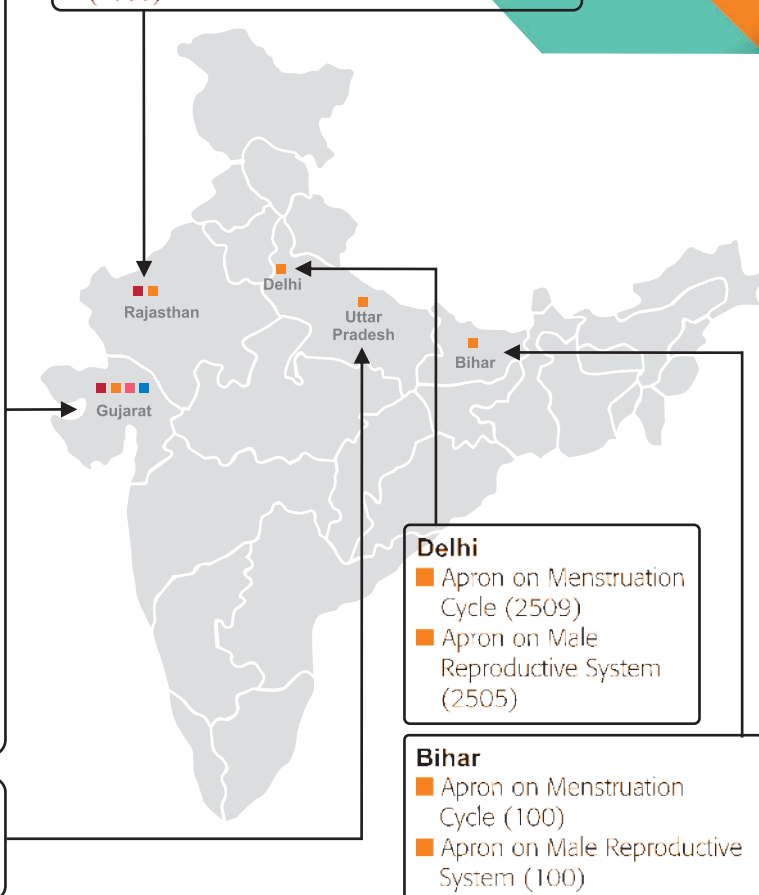 Delhi
Rajasthan
Uttar
Pradesh
Bihar
Gujarat
Delhi
Apron on Menstruation
Cycle (2509)
Apron on Male
Reproductive System
(2505)
Bihar
Apron on Menstruation
Cycle (100)
Apron on Male Reproductive
System (100)